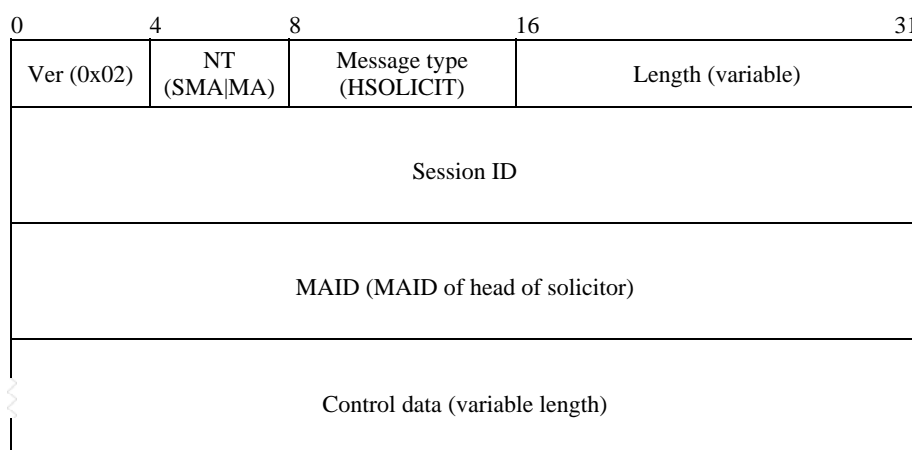 0 4 8 16 31
Ver (0x02)
NT
(SMA|MA)
Message type
(HSOLICIT)
Length (variable)
Session ID
MAID (MAID of head of solicitor)
Control data (variable length)